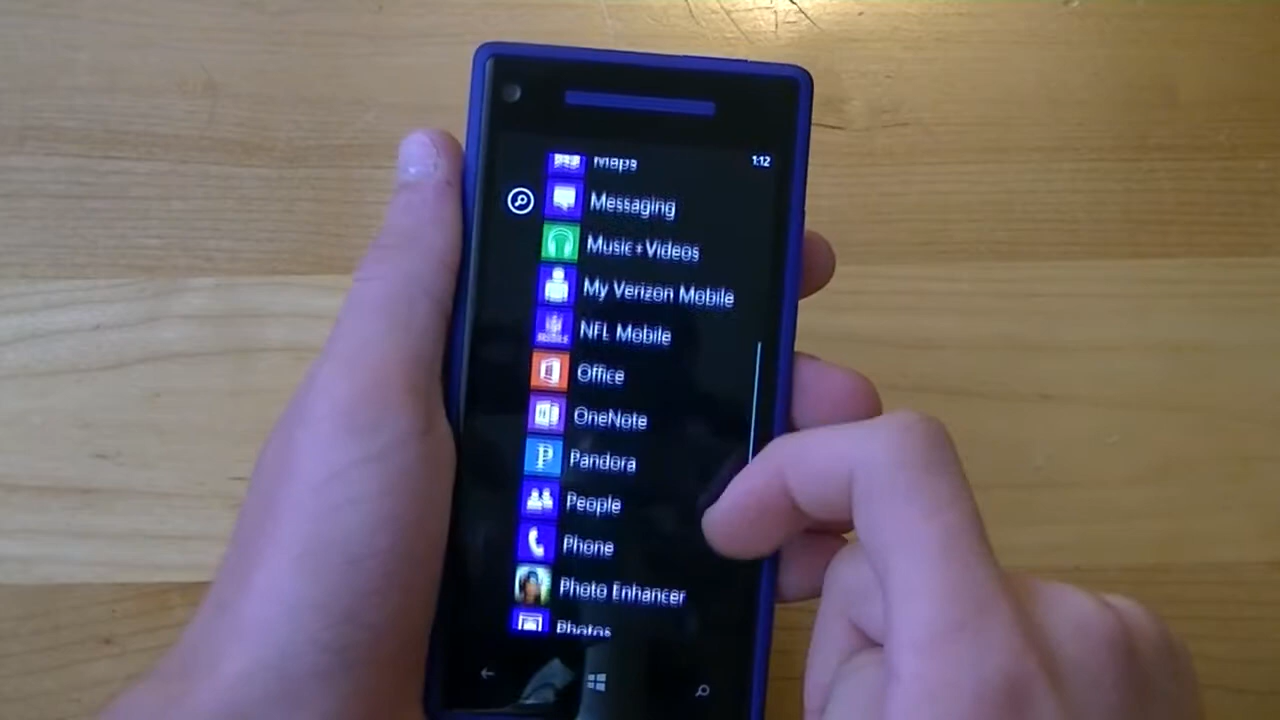 1:12
Maps
Messaging
Music+Videos
My Verizon Mobile
NFL Mobile
Office
OneNote
Pandora
People
Phone
Photo Enhancer
Photos